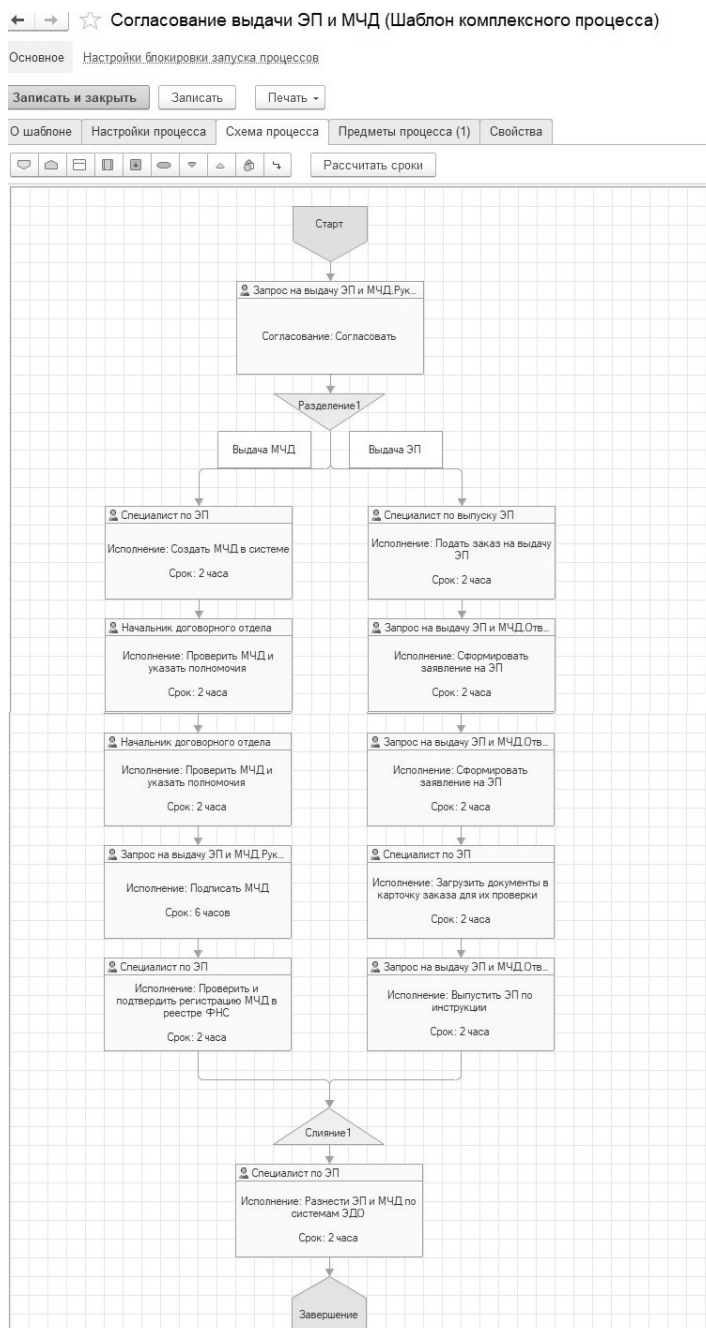 Согласование выдачи ЭП и МЧД (Шаблон комплексного процесса)
Основное Настройки блокировки запуска процессов
Записать и закрыть Записать Печать
О шаблоне Настройки процесса Схема процесса Предметы процесса (1) Свойства
Рассчитать сроки
Старт
Запрос на выдачу ЭП и МЧД.Рук...
Согласование: Согласовать
Разделение1
Выдача МЧД
Выдача ЭП
Специалист по ЭП
Исполнение: Создать МЧД в системе
Срок: 2 часа
Начальник договорного отдела
Исполнение: Проверить МЧД и
указать полномочия
Срок: 2 часа
Начальник договорного отдела
Исполнение: Проверить МЧД и
указать полномочия
Срок: 2 часа
Запрос на выдачу ЭП и МЧД.Рук...
Исполнение: Подписать МЧД
Срок: 6 часов
Специалист по ЭП
Исполнение: Проверить и
подтвердить регистрацию МЧД в
реестре ФНС
Срок: 2 часа
Специалист по выпуску ЭП
Исполнение: Подать заказ на выдачу
ЭП
Срок: 2 часа
Запрос на выдачу ЭП и МЧД.Отв...
Исполнение: Сформировать
заявление на ЭП
Срок: 2 часа
Запрос на выдачу ЭП и МЧД.Отв...
Исполнение: Сформировать
заявление на ЭП
Срок: 2 часа
Специалист по ЭП
Исполнение: Загрузить документы в
карточку заказа для их проверки
Срок: 2 часа
Запрос на выдачу ЭП и МЧД.Отв...
Исполнение: Выпустить ЭП по
инструкции
Срок: 2 часа
Слияние1
Специалист по ЭП
Исполнение: Разнести ЭП и МЧД по
системам ЭДО
Срок: 2 часа
Завершение